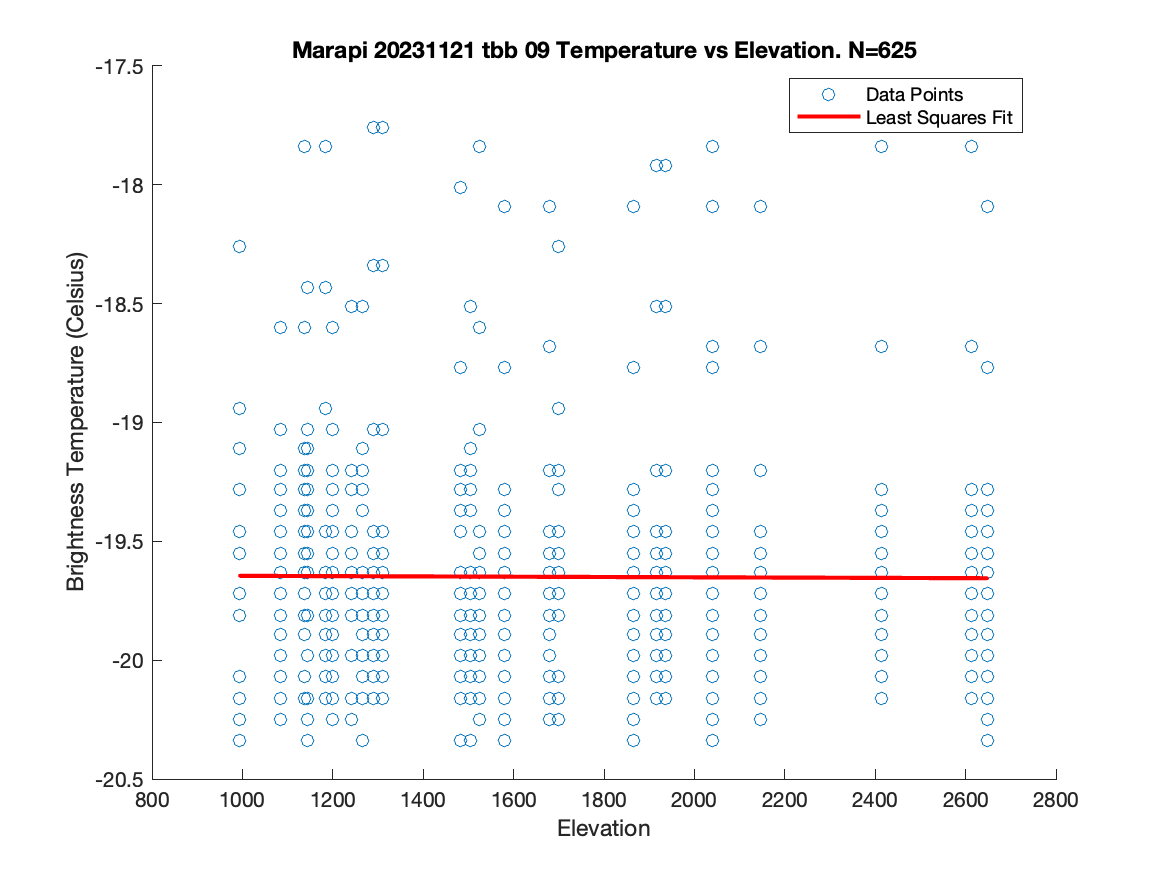 Marapi 20231121 tbb 09 Temperature vs Elevation. N=625
Data Points
Least Squares Fit
Brightness Temperature (Celsius)
-17.5
-18
-18.5
-19
-19.5
-20
-20.5
800 1000 1200 1400 1600 1800 2000 2200 2400 2600 2800
Elevation